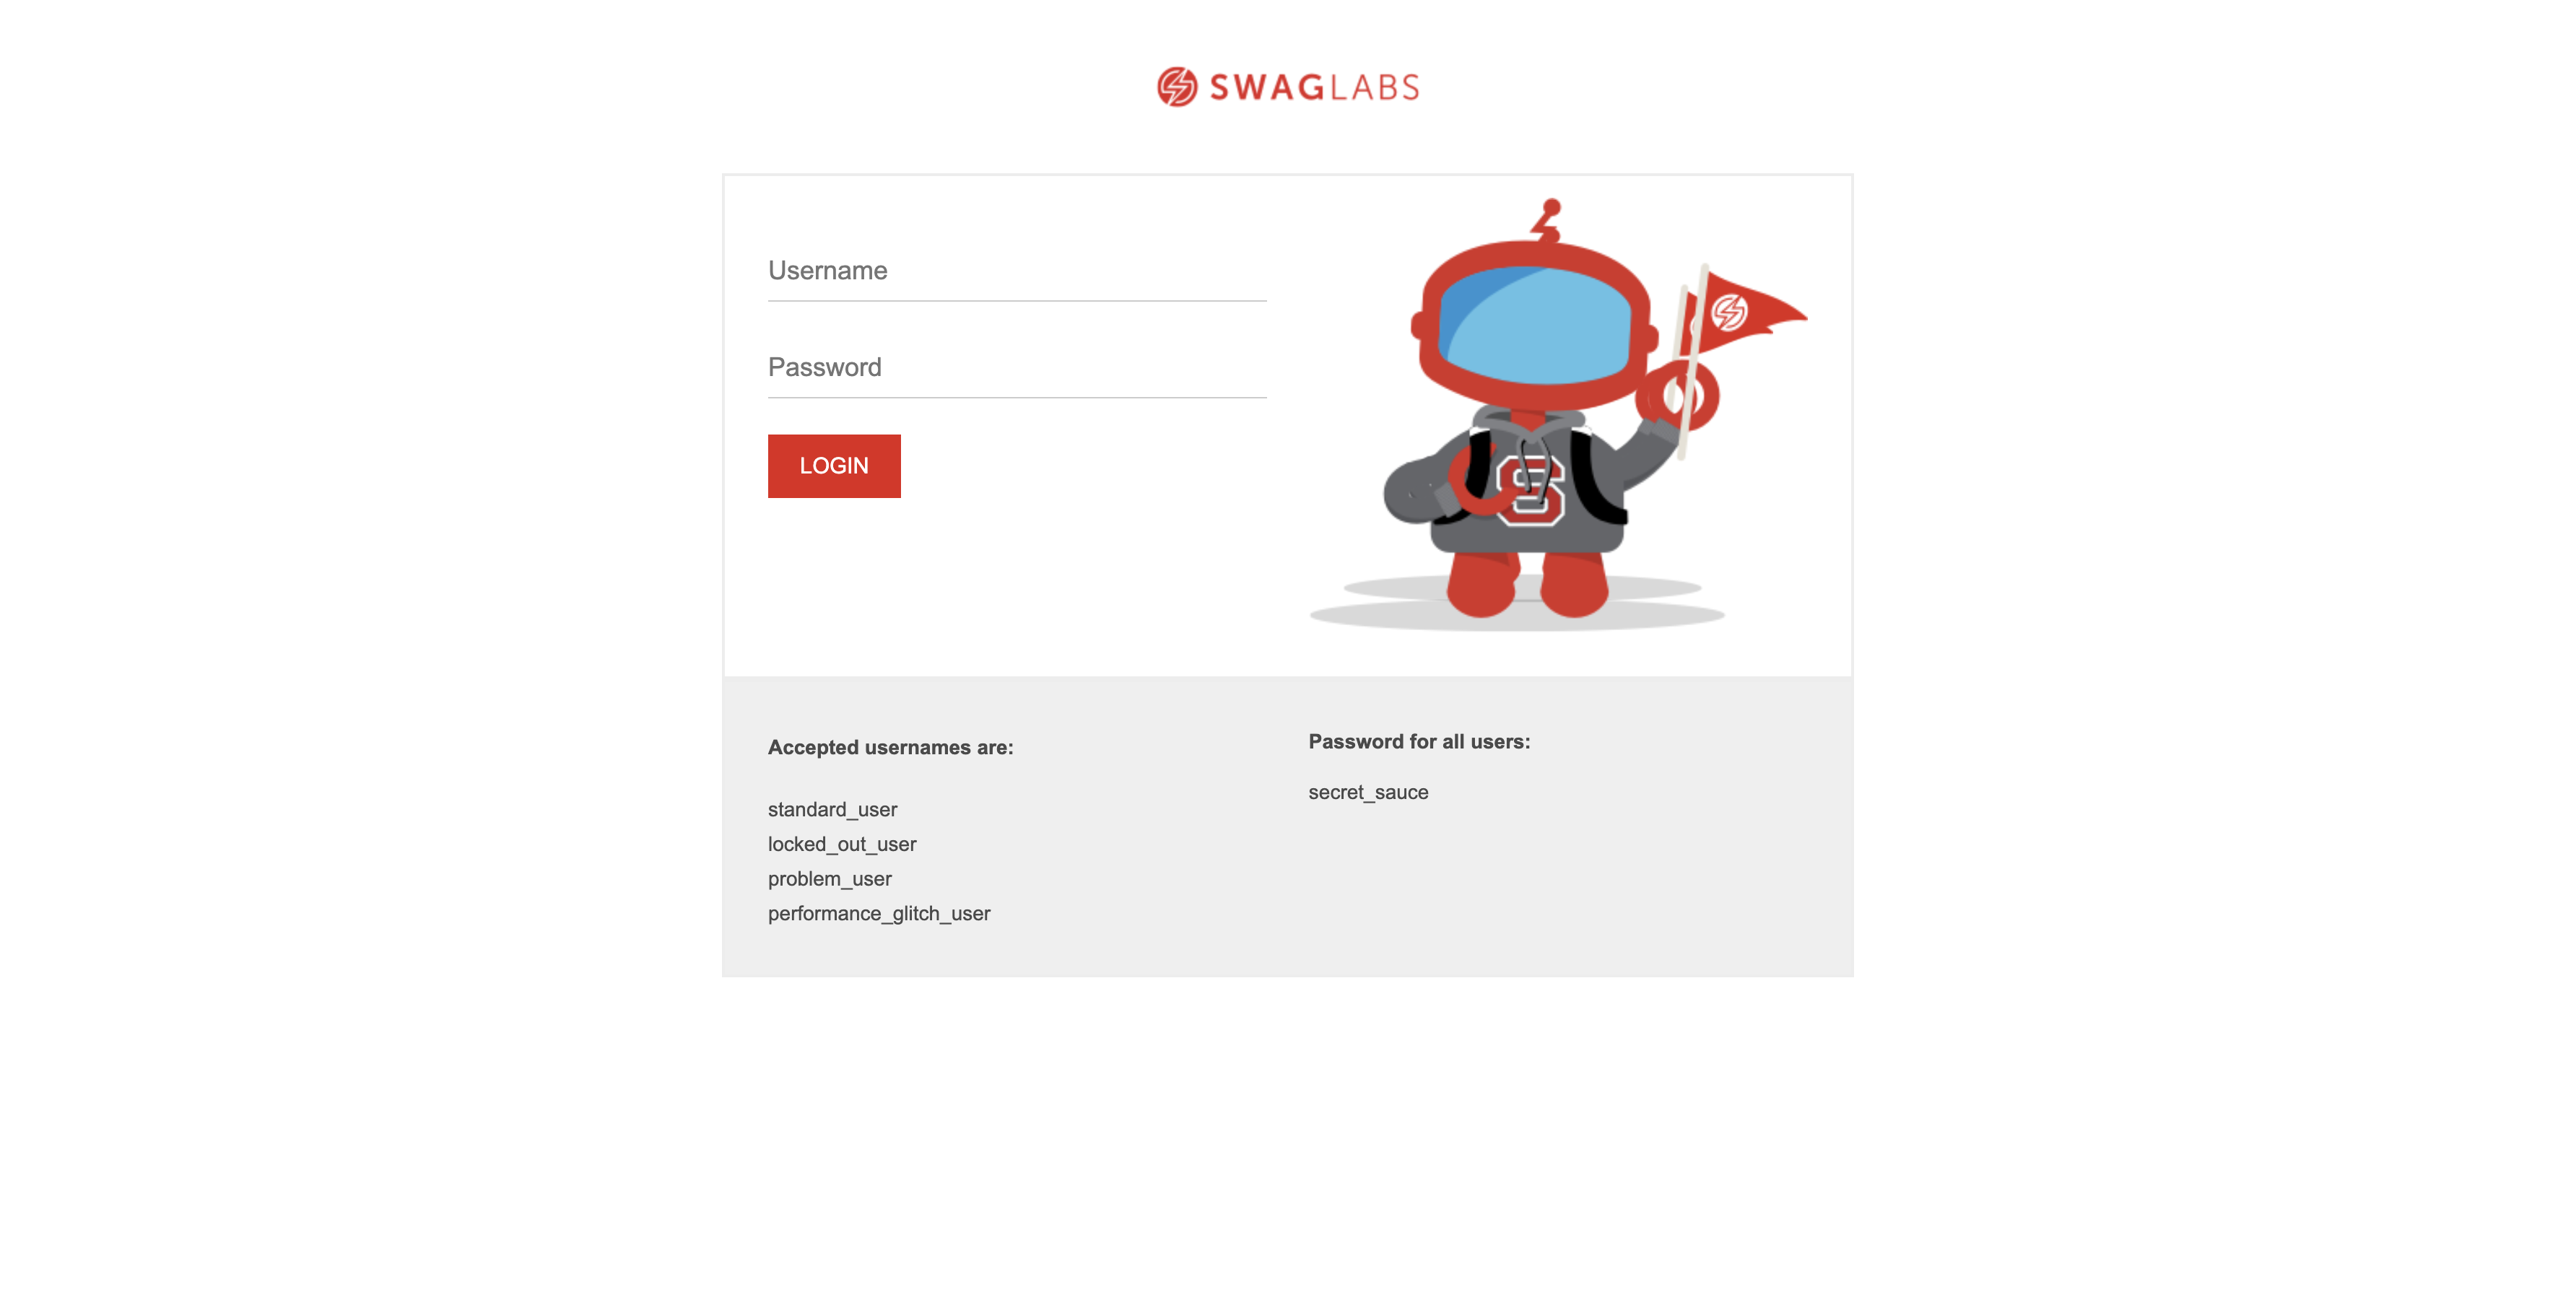 SWAGLABS
Username
Password
LOGIN
S
Accepted usernames are:
standard_user
locked_out_user
problem_user
performance_glitch_user
Password for all users:
secret_sauce